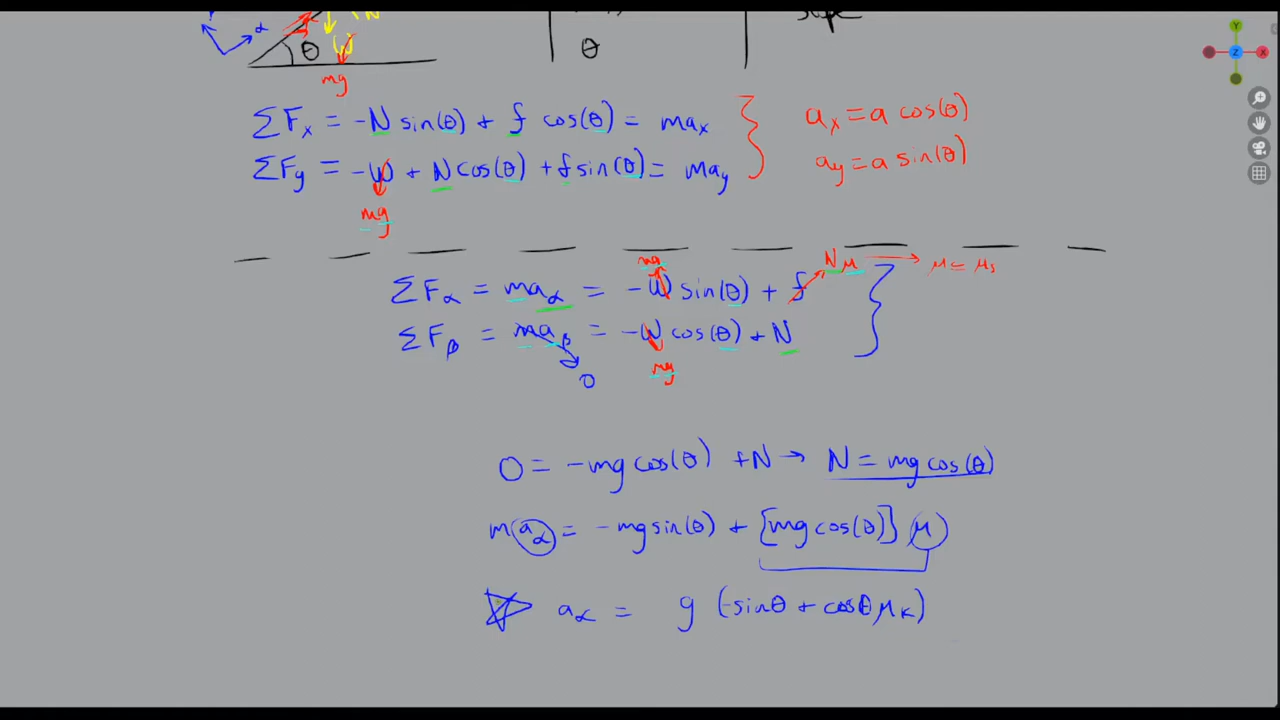 α
N
θ
θ
mg
ΣFx = -N sin(θ) + f cos(θ) = max
ax = a cos(θ)
ΣFy = -W + N cos(θ) + f sin(θ) = may
ay = a sin(θ)
mg
mg
Nμ → μ = μs
ΣFα = maα = -W sin(θ) + f
ΣFβ = maβ = -W cos(θ) + N
0
mg
0 = -mg cos(θ) + N → N = mg cos(θ)
m aα = -mg sin(θ) + [mg cos(θ)] μ
aα = g (-sinθ + cosθ μk)
Y
Z
X